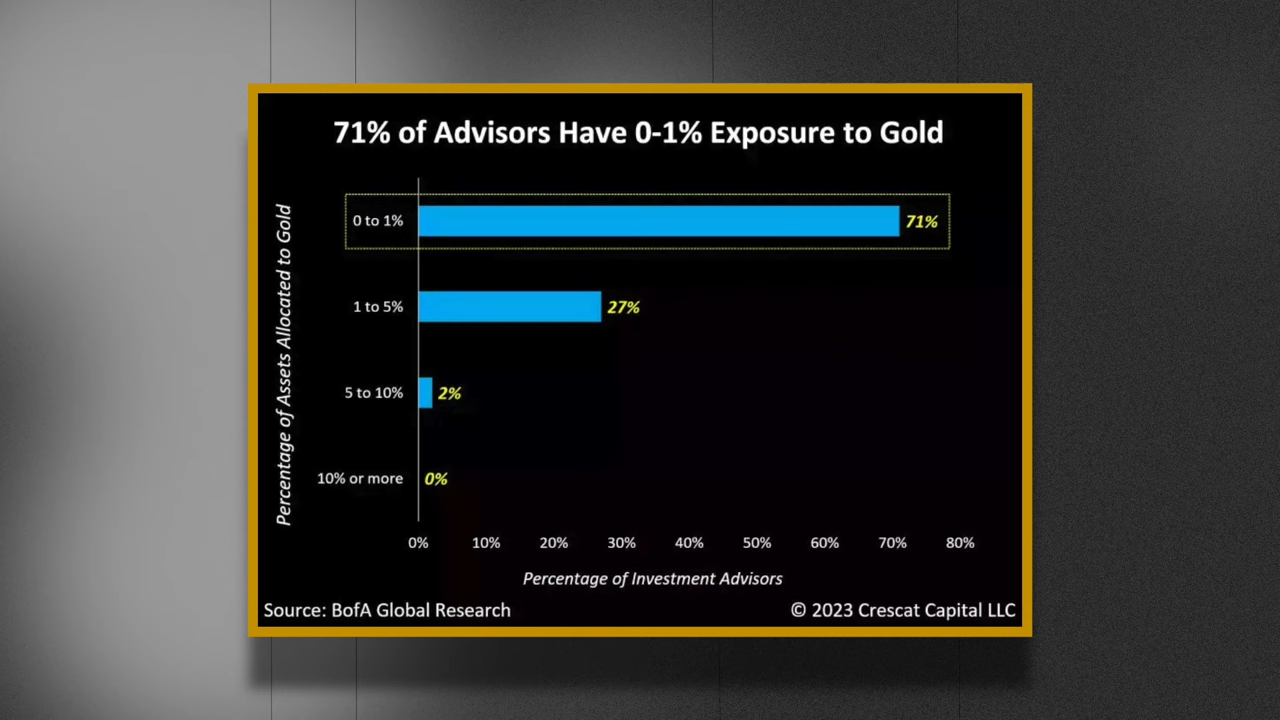 71% of Advisors Have 0-1% Exposure to Gold
Percentage of Assets Allocated to Gold
0 to 1%
71%
1 to 5%
27%
5 to 10%
2%
10% or more
0%
0% 10% 20% 30% 40% 50% 60% 70% 80%
Percentage of Investment Advisors
Source: BofA Global Research
© 2023 Crescat Capital LLC